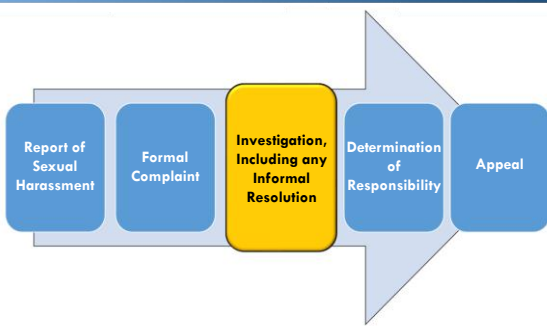 Report of
Sexual
Harassment
Formal
Complaint
Investigation,
Including any
Informal
Resolution
Determination
of
Responsibility
Appeal